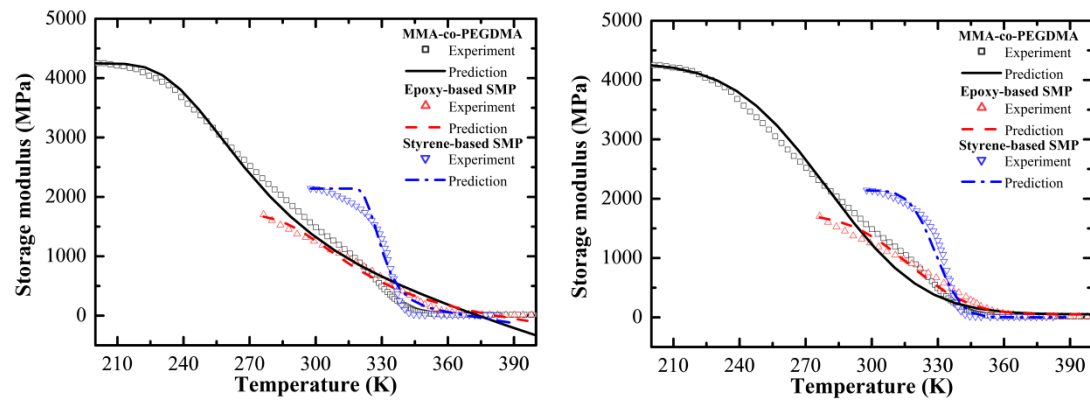 5000
4000
3000
2000
1000
0
Storage modulus (MPa)
MMA-co-PEGDMA
Experiment
Prediction
Epoxy-based SMP
Experiment
Prediction
Styrene-based SMP
Experiment
Prediction
210 240 270 300 330 360 390
Temperature (K)
5000
4000
3000
2000
1000
0
Storage modulus (MPa)
MMA-co-PEGDMA
Experiment
Prediction
Epoxy-based SMP
Experiment
Prediction
Styrene-based SMP
Experiment
Prediction
210 240 270 300 330 360 390
Temperature (K)